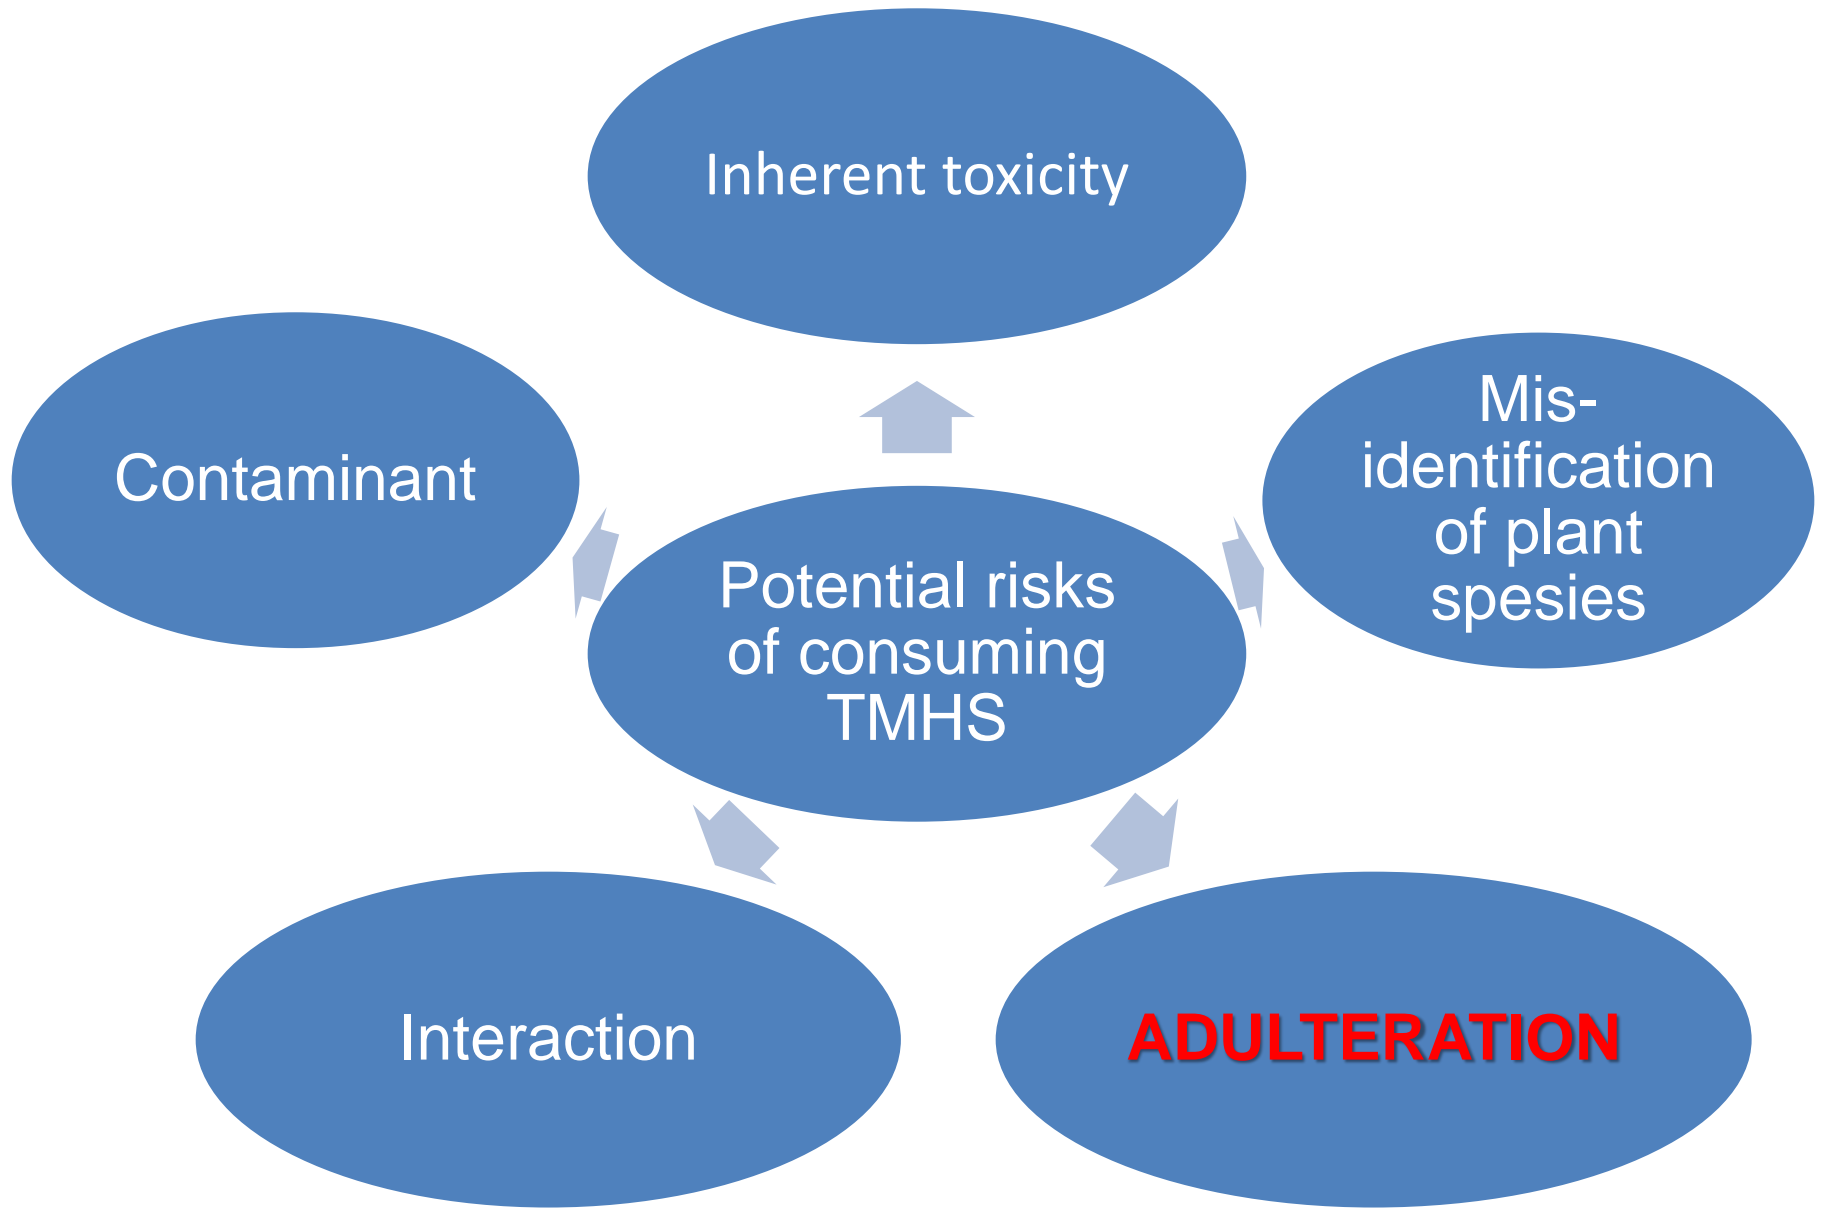 Inherent toxicity
Contaminant
Mis-
identification
of plant
spesies
Potential risks
of consuming
TMHS
Interaction
ADULTERATION